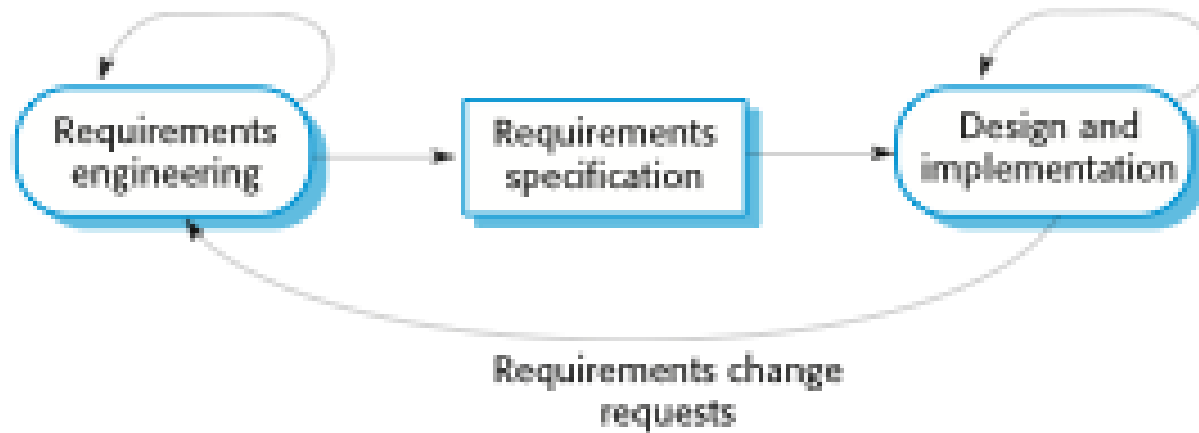 Requirements
engineering
Requirements
specification
Design and
implementation
Requirements change
requests